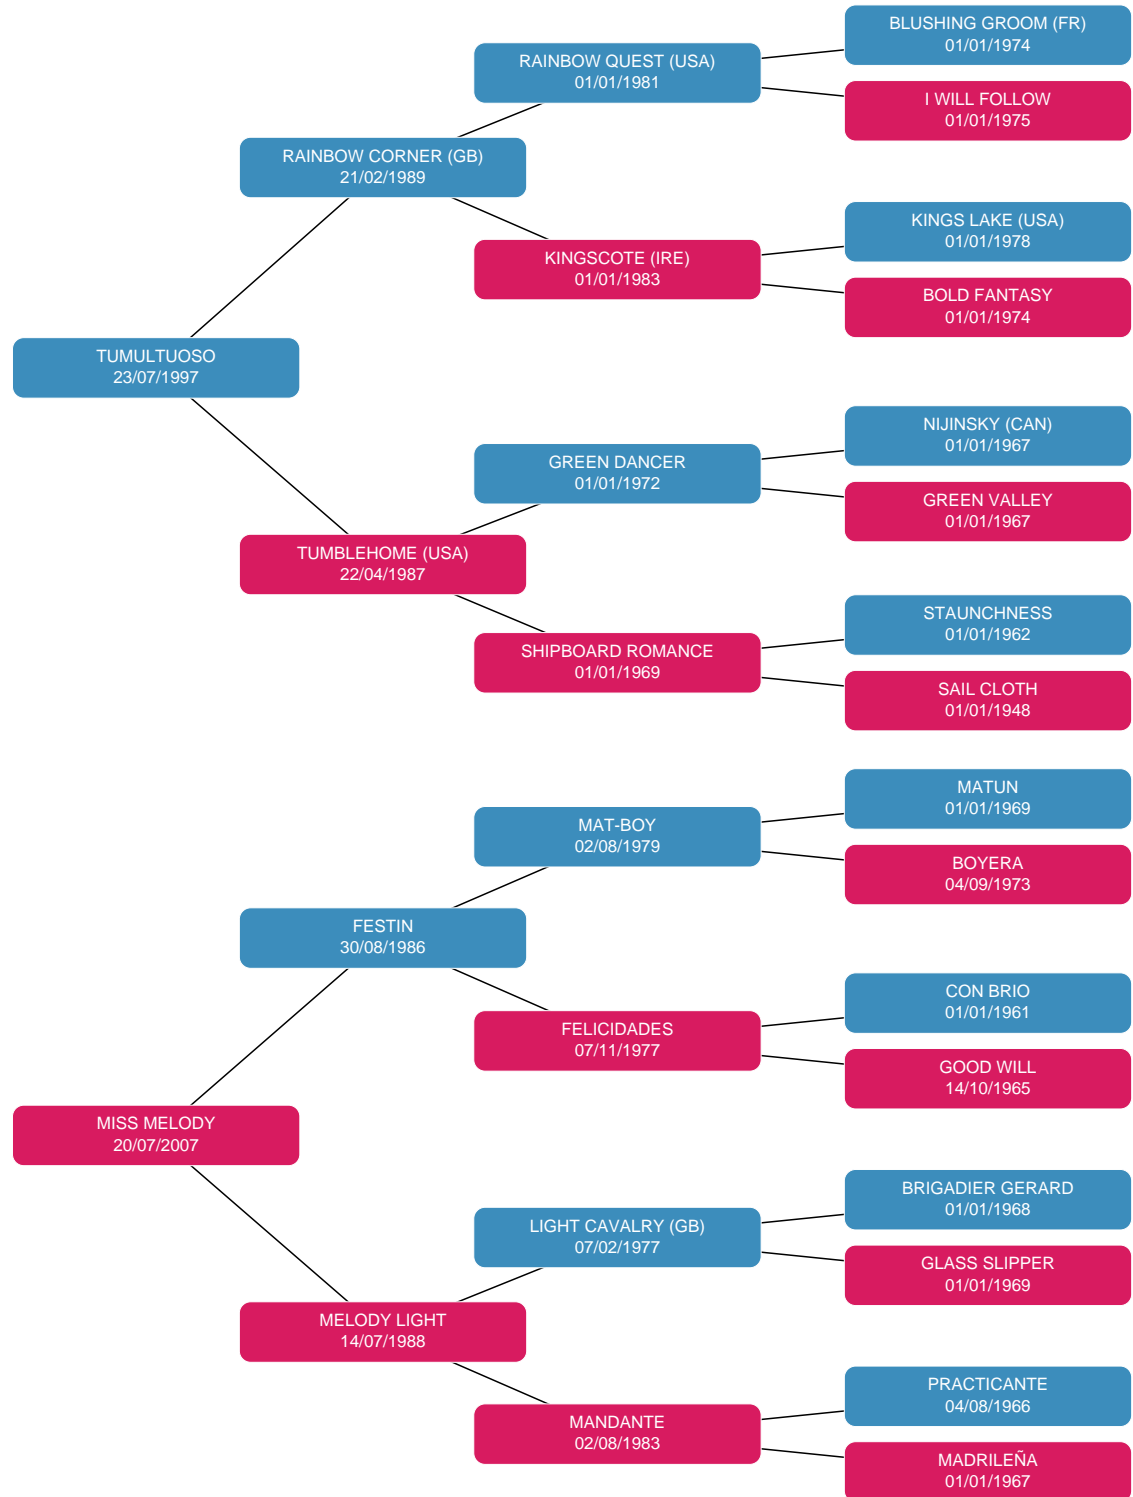 BLUSHING GROOM (FR)
01/01/1974
RAINBOW QUEST (USA)
01/01/1981
I WILL FOLLOW
01/01/1975
RAINBOW CORNER (GB)
21/02/1989
KINGS LAKE (USA)
01/01/1978
KINGSCOTE (IRE)
01/01/1983
BOLD FANTASY
01/01/1974
TUMULTUOSO
23/07/1997
NIJINSKY (CAN)
01/01/1967
GREEN DANCER
01/01/1972
GREEN VALLEY
01/01/1967
TUMBLEHOME (USA)
22/04/1987
STAUNCHNESS
01/01/1962
SHIPBOARD ROMANCE
01/01/1969
SAIL CLOTH
01/01/1948
MATUN
01/01/1969
MAT-BOY
02/08/1979
BOYERA
04/09/1973
FESTIN
30/08/1986
CON BRIO
01/01/1961
FELICIDADES
07/11/1977
GOOD WILL
14/10/1965
MISS MELODY
20/07/2007
BRIGADIER GERARD
01/01/1968
LIGHT CAVALRY (GB)
07/02/1977
GLASS SLIPPER
01/01/1969
MELODY LIGHT
14/07/1988
PRACTICANTE
04/08/1966
MANDANTE
02/08/1983
MADRILEÑA
01/01/1967